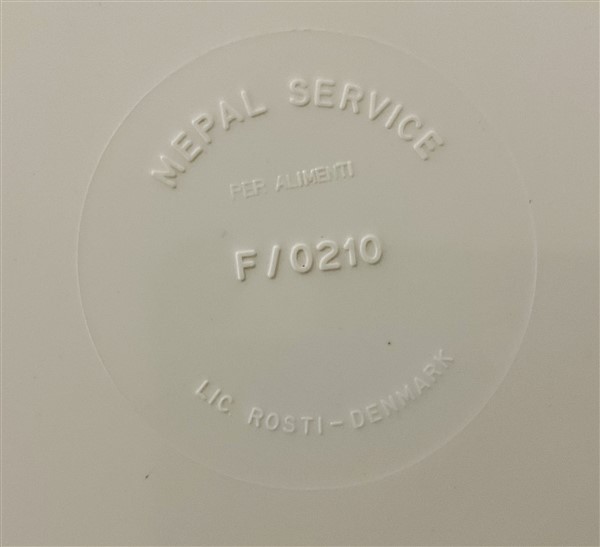 MEPAL SERVICE
PER ALIMENTI
F/0210
LIC ROSTI-DENMARK